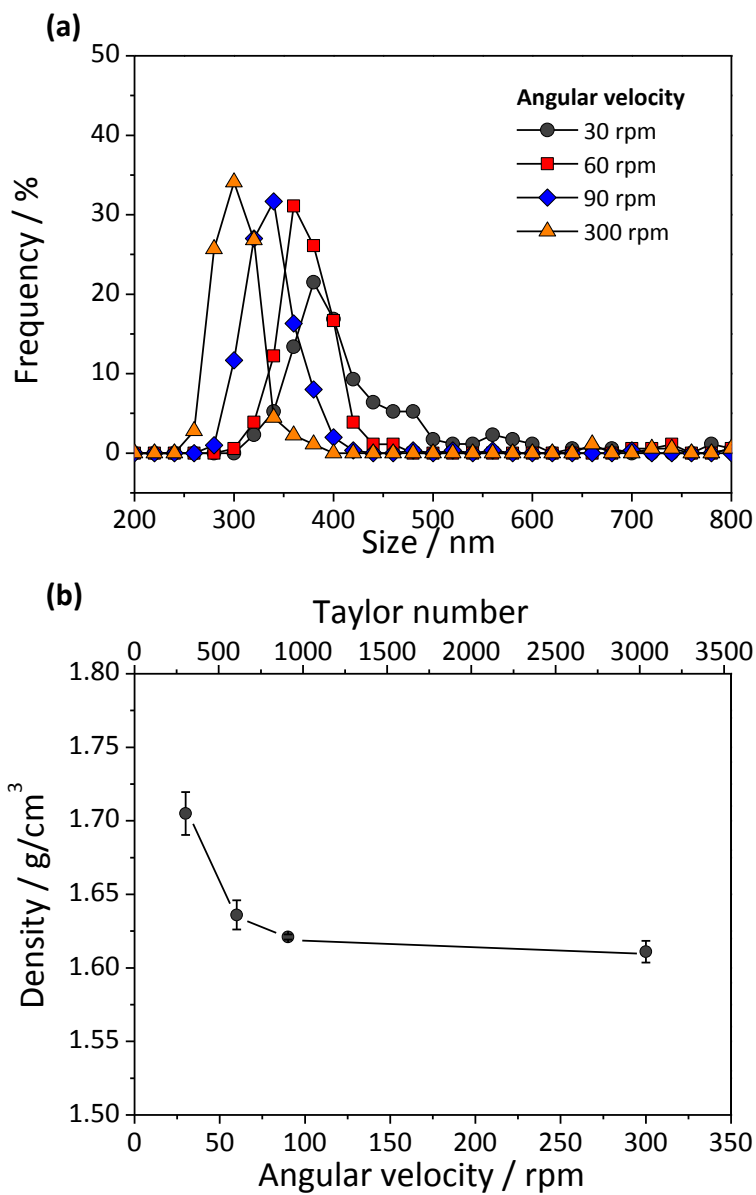 (a)
50
40
30
20
10
0
Frequency / %
Angular velocity
30 rpm
60 rpm
90 rpm
300 rpm
200 300 400 500 600 700 800
Size / nm
(b)
Taylor number
0 500 1000 1500 2000 2500 3000 3500
1.80
1.75
1.70
1.65
1.60
1.55
1.50
Density / g/cm³
0 50 100 150 200 250 300 350
Angular velocity / rpm